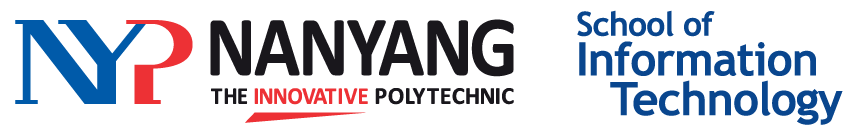 NYP
NANYANG
THE INNOVATIVE POLYTECHNIC
School of
Information
Technology